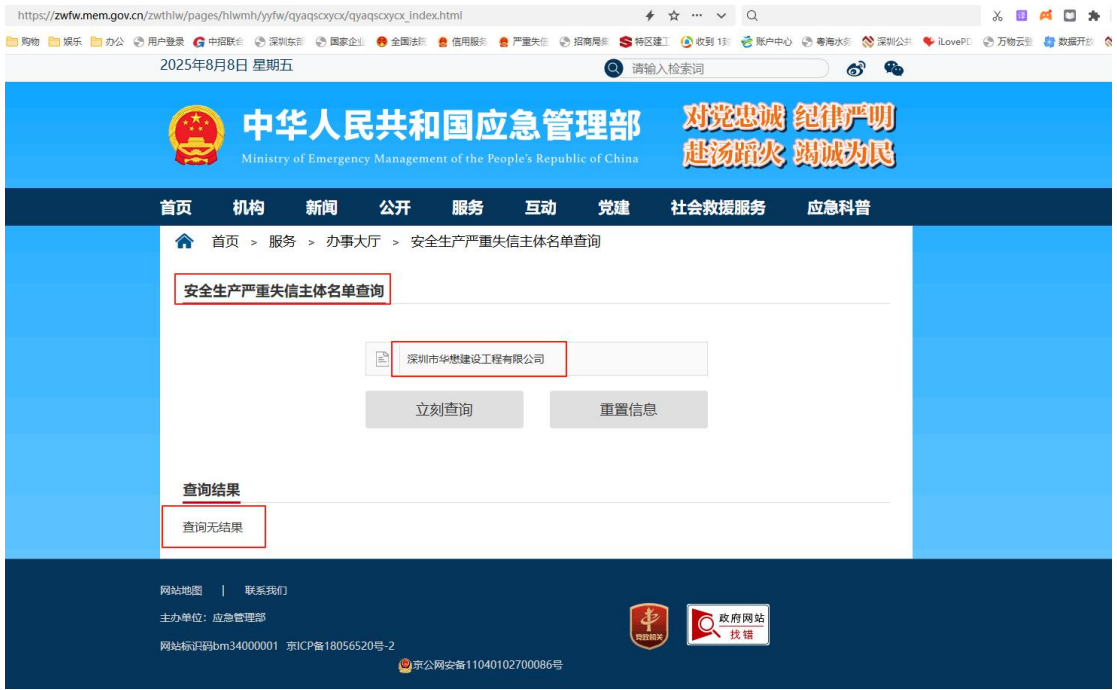 https://zwfw.mem.gov.cn/zwthlw/pages/hlwmh/yyfw/qyaqscxycx/qyaqscxycx_index.html
购物 娱乐 办公 用户登录 中招联合 深圳东部 国家企业 全国法院 信用服务 严重失信 招商局集 特区建工 收到 1封 账户中心 粤海水务 深圳公共 iLovePD 万物云登 数据开放
2025年8月8日 星期五
请输入检索词
中华人民共和国应急管理部
Ministry of Emergency Management of the People's Republic of China
对党忠诚 纪律严明
赴汤蹈火 竭诚为民
首页 机构 新闻 公开 服务 互动 党建 社会救援服务 应急科普
首页 > 服务 > 办事大厅 > 安全生产严重失信主体名单查询
安全生产严重失信主体名单查询
深圳市华懋建设工程有限公司
立刻查询 重置信息
查询结果
查询无结果
网站地图 | 联系我们
主办单位：应急管理部
网站标识码bm34000001 京ICP备18056520号-2
京公网安备11040102700086号
党政机关
政府网站
找错